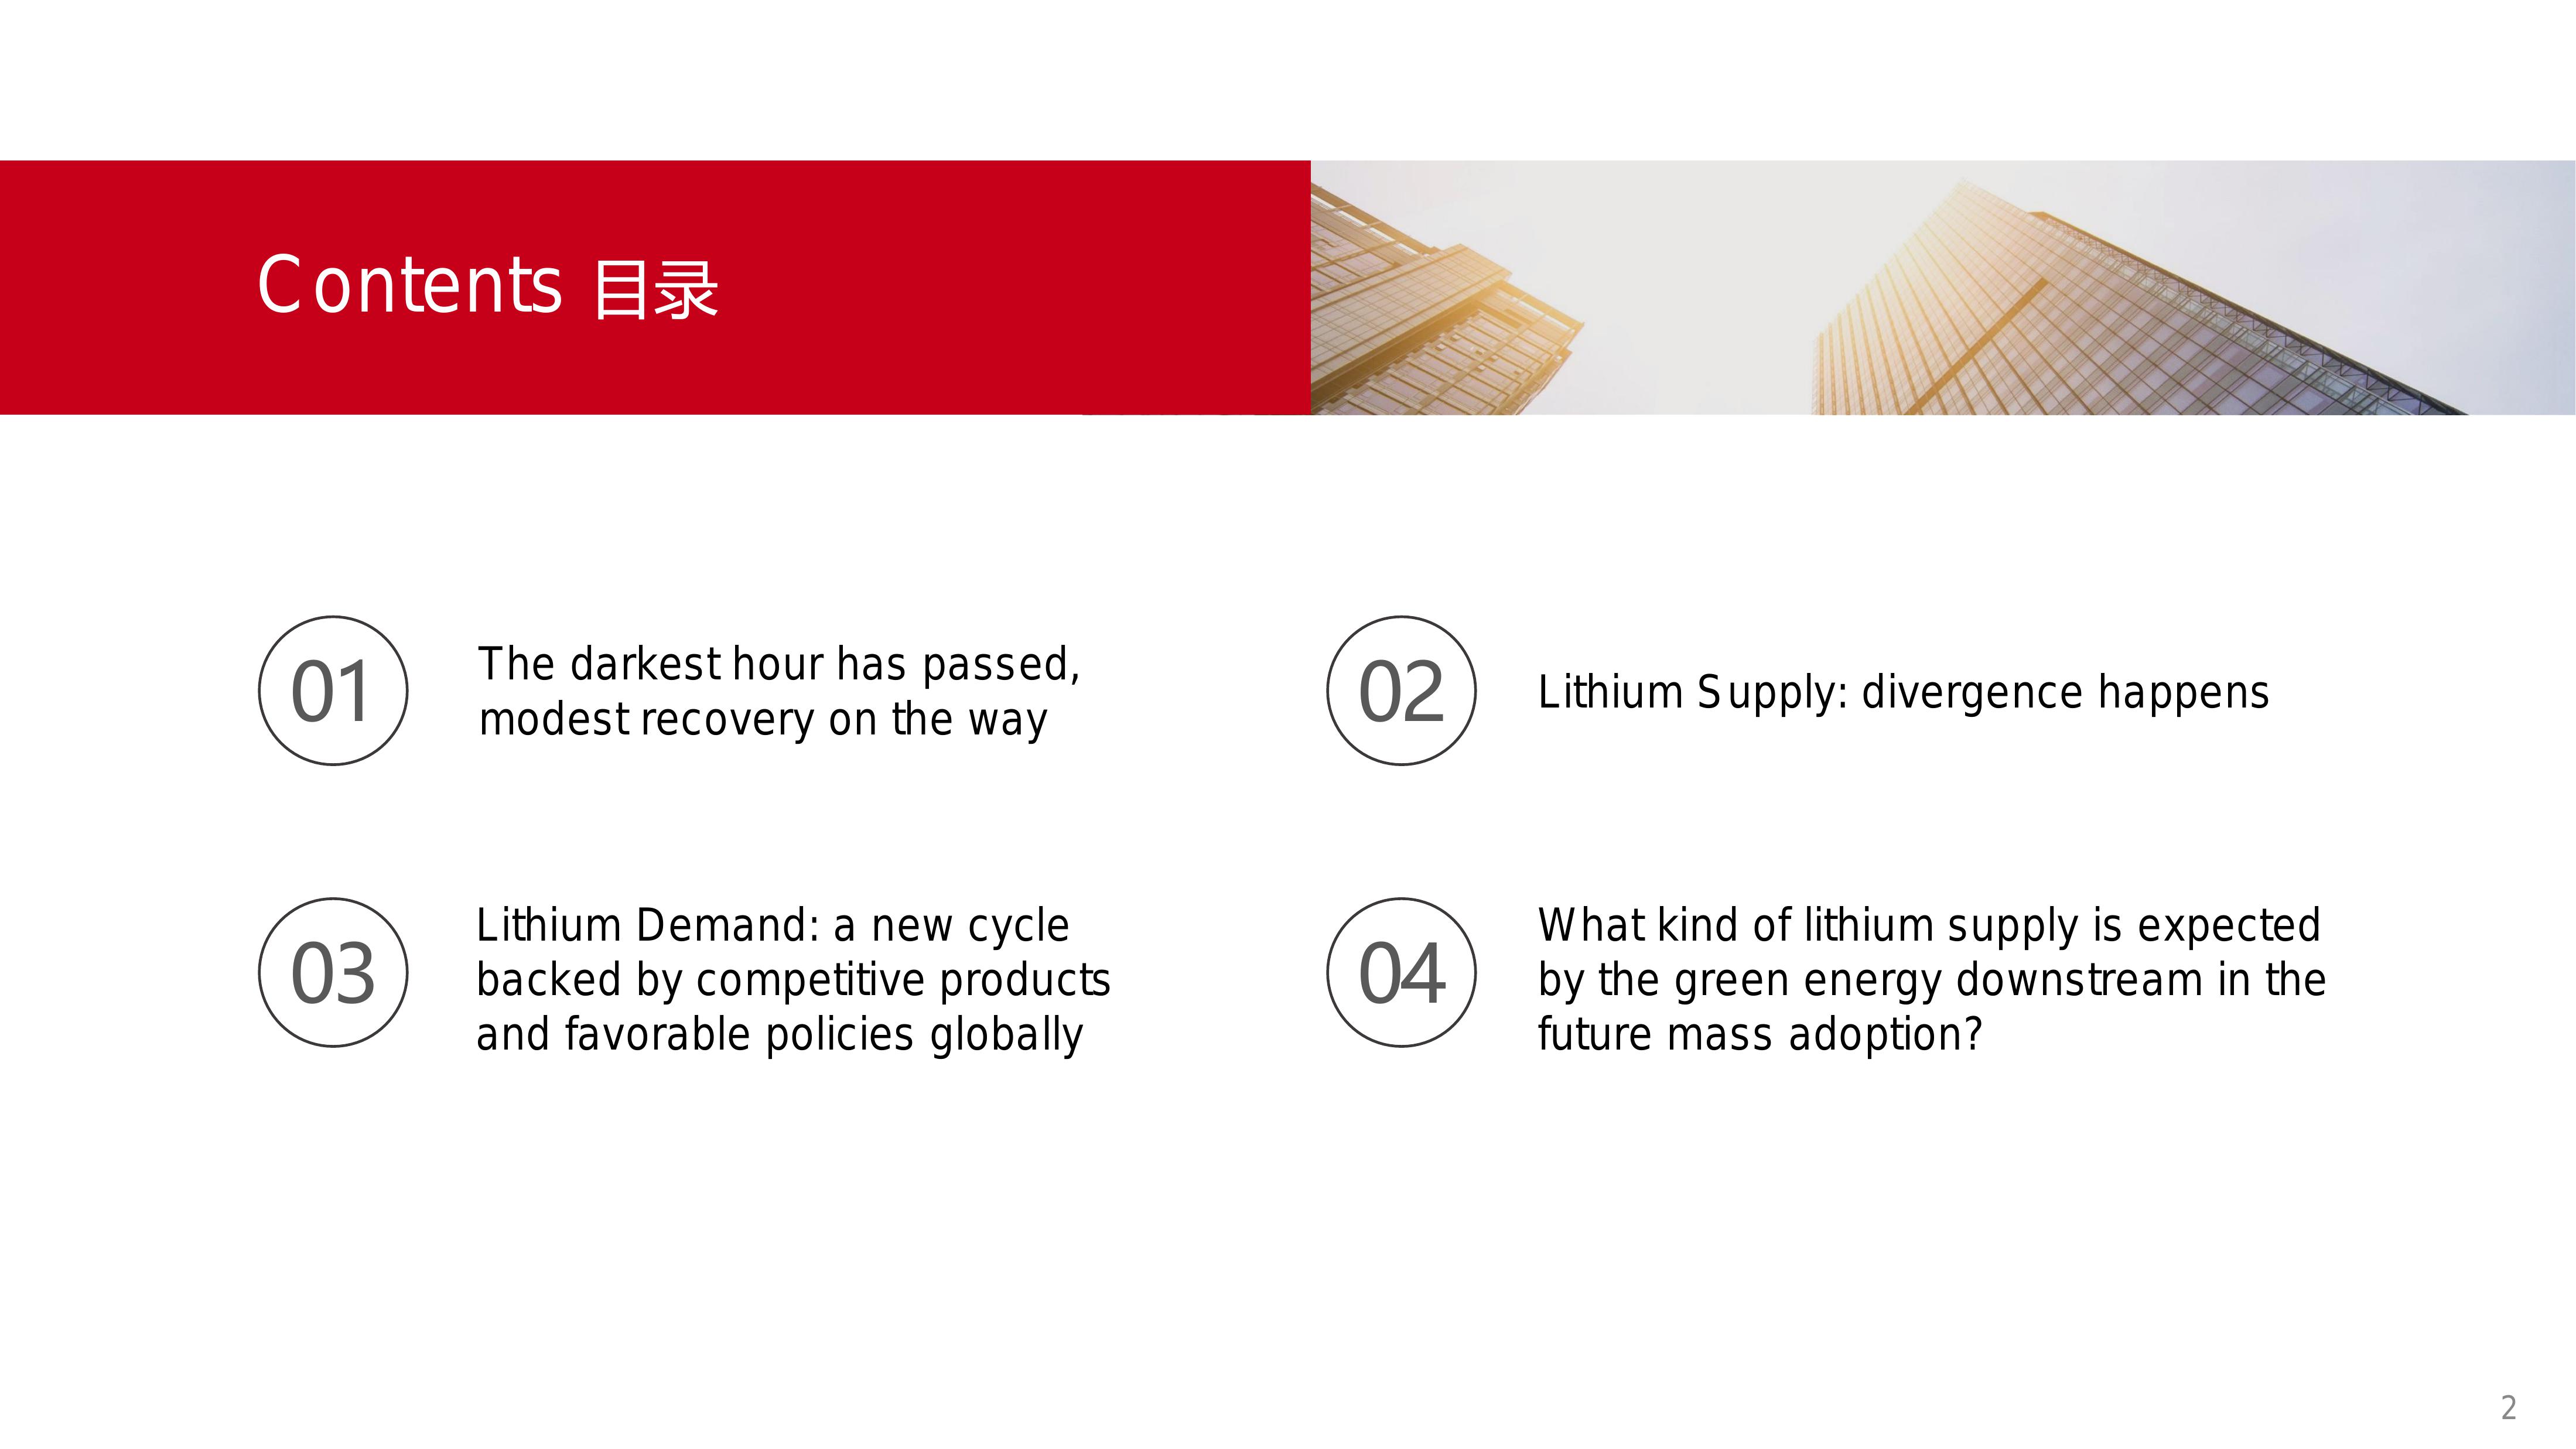 Contents 目录
01
The darkest hour has passed,
modest recovery on the way
02
Lithium Supply: divergence happens
03
Lithium Demand: a new cycle
backed by competitive products
and favorable policies globally
04
What kind of lithium supply is expected
by the green energy downstream in the
future mass adoption?
2